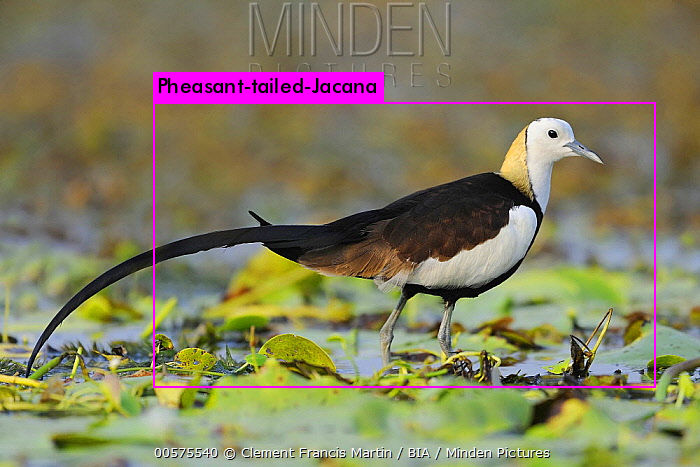 MINDEN
PICTURES
Pheasant-tailed-Jacana
00575540 © Clement Francis Martin / BIA / Minden Pictures